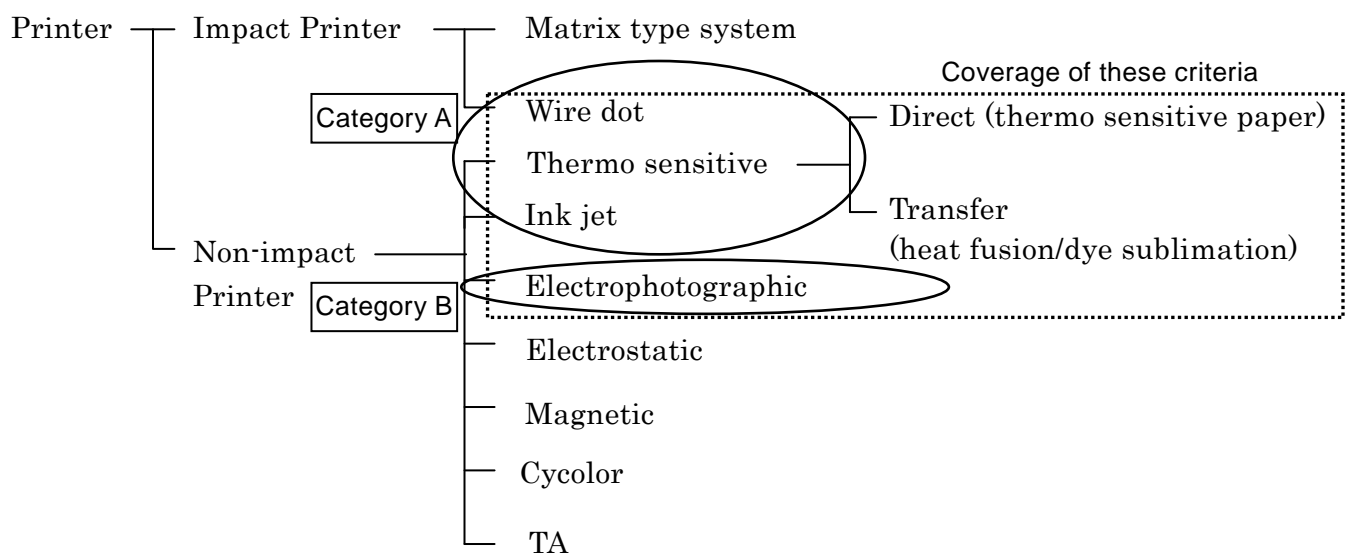 Printer Impact Printer Matrix type system
Coverage of these criteria
Category A Wire dot Direct (thermo sensitive paper)
Thermo sensitive
Ink jet Transfer
Non-impact (heat fusion/dye sublimation)
Printer Category B Electrophotographic
Electrostatic
Magnetic
Cycolor
TA